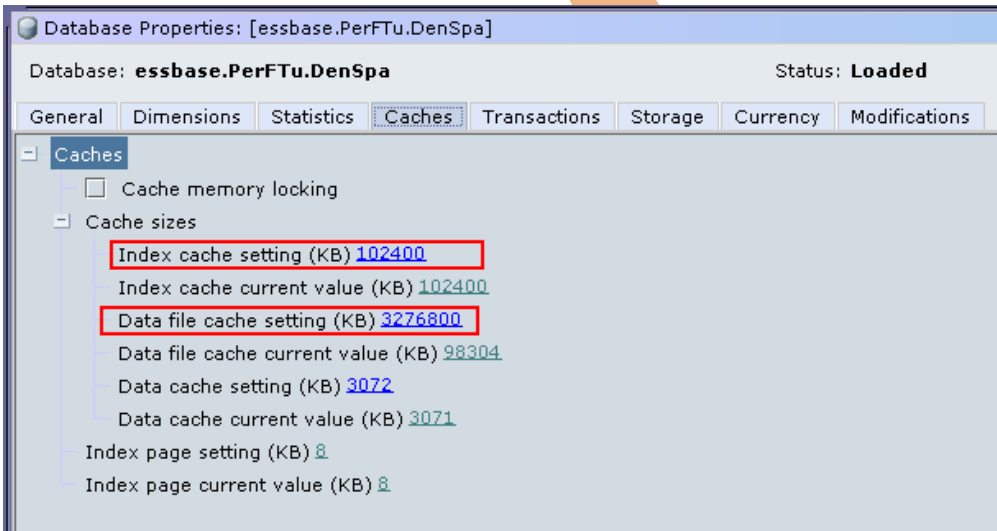 Database Properties: [essbase.PerFTu.DenSpa]
Database: essbase.PerFTu.DenSpa Status: Loaded
General Dimensions Statistics Caches Transactions Storage Currency Modifications
Caches
Cache memory locking
Cache sizes
Index cache setting (KB) 102400
Index cache current value (KB) 102400
Data file cache setting (KB) 3276800
Data file cache current value (KB) 98304
Data cache setting (KB) 3072
Data cache current value (KB) 3071
Index page setting (KB) 8
Index page current value (KB) 8